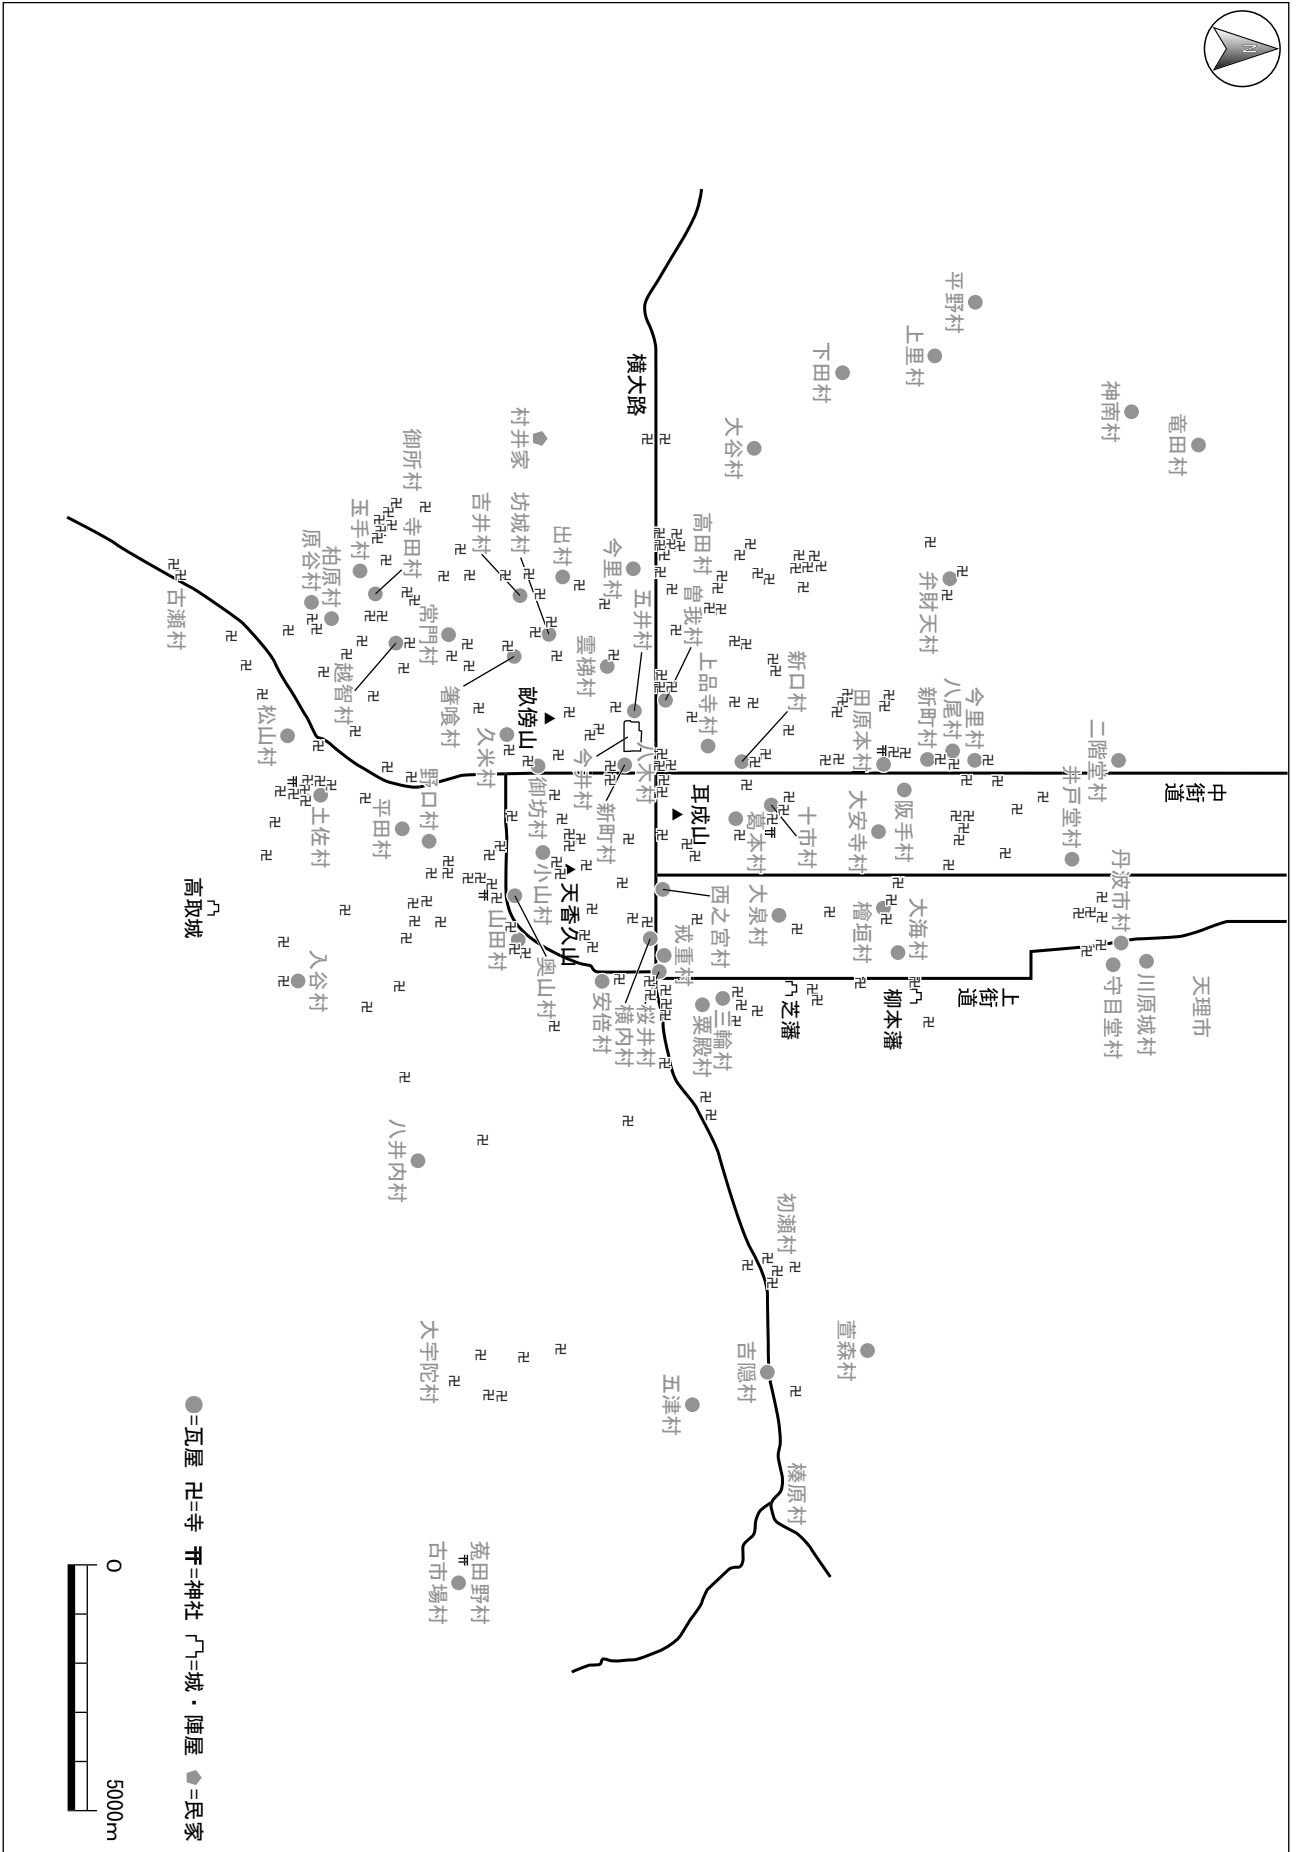 N
平野村
上里村
下田村
神南村
竜田村
大谷村
横大路
村井家
御所村
玉手村
寺田村
原谷村
柏原村
古瀬村
吉井村
坊城村
出村
今里村
五井村
高田村
曽我村
上品寺村
新口村
弁財天村
常門村
越智村
箸喰村
雲梯村
畝傍山
久米村
松山村
今井村
八木村
新町村
御坊村
野口村
平田村
土佐村
田原本村
新町村
八尾村
今里村
二階堂村
井戸堂村
中街道
耳成山
葛本村
十市村
大安寺村
阪手村
丹波市村
小山村
天香久山
山田村
奥山村
高取城
入谷村
西之宮村
大泉村
檜垣村
大海村
戒重村
安倍村
横内村
桜井村
粟殿村
三輪村
芝藩
柳本藩
上街道
守目堂村
川原城村
天理市
八井内村
初瀬村
萱森村
吉隠村
五津村
大宇陀村
榛原村
菟田野村
古市場村
=瓦屋 卍=寺 =神社 =城・陣屋 =民家
0 5000m